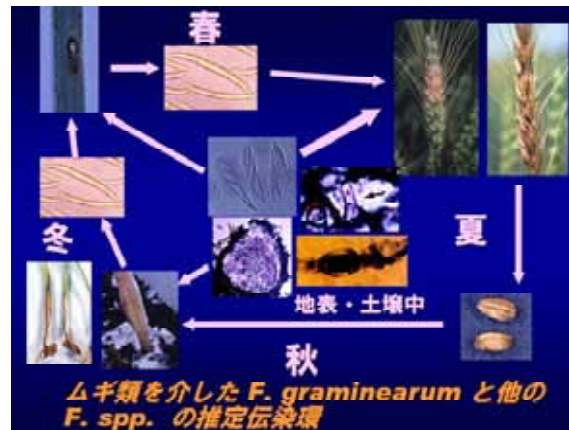 春
冬
夏
地表・土壌中
秋
ムギ類を介した F. graminearum と他の
F. spp. の推定伝染環